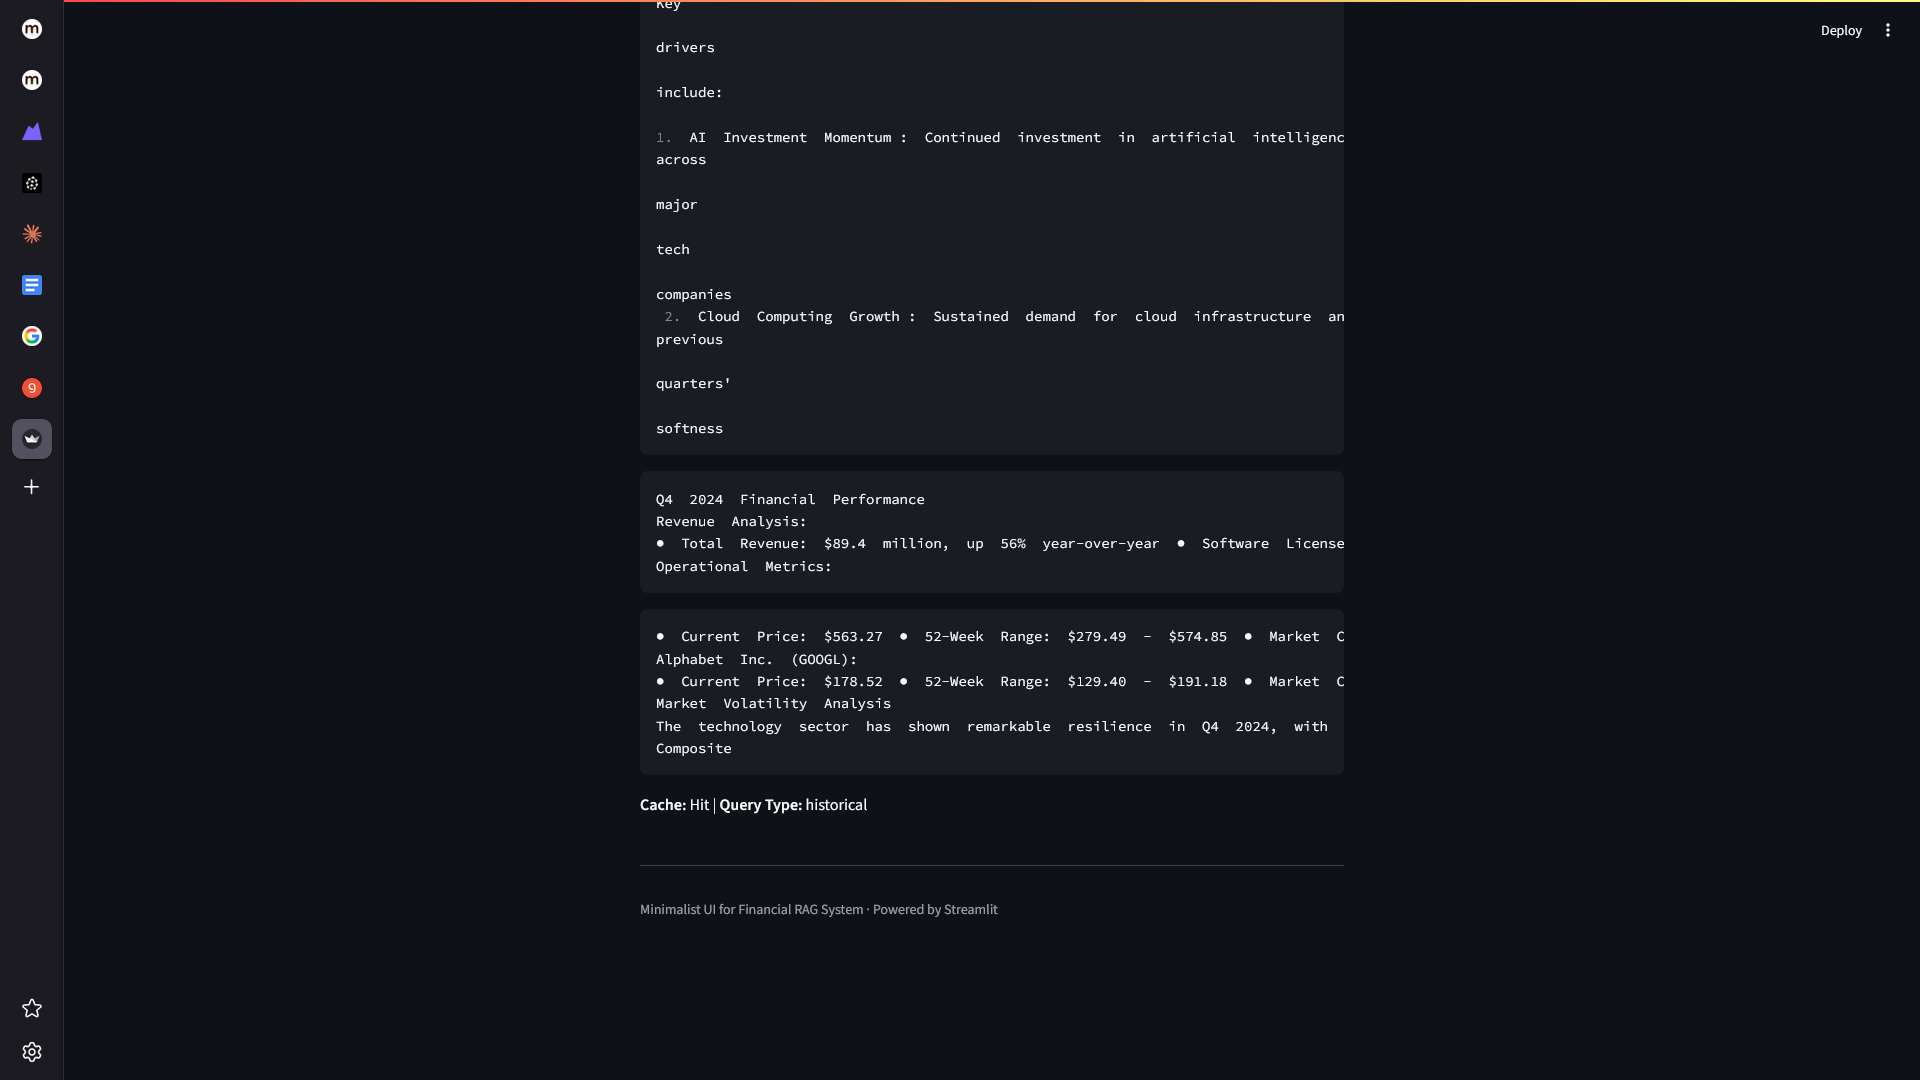 Key
Deploy
drivers
include:
1. AI Investment Momentum : Continued investment in artificial intelligenc
across
major
tech
companies
2. Cloud Computing Growth : Sustained demand for cloud infrastructure an
previous
quarters'
softness
9
Q4 2024 Financial Performance
Revenue Analysis:
● Total Revenue: $89.4 million, up 56% year-over-year ● Software License
Operational Metrics:
● Current Price: $563.27 ● 52-Week Range: $279.49 - $574.85 ● Market C
Alphabet Inc. (GOOGL):
● Current Price: $178.52 ● 52-Week Range: $129.40 - $191.18 ● Market C
Market Volatility Analysis
The technology sector has shown remarkable resilience in Q4 2024, with
Composite
Cache: Hit | Query Type: historical
Minimalist UI for Financial RAG System · Powered by Streamlit